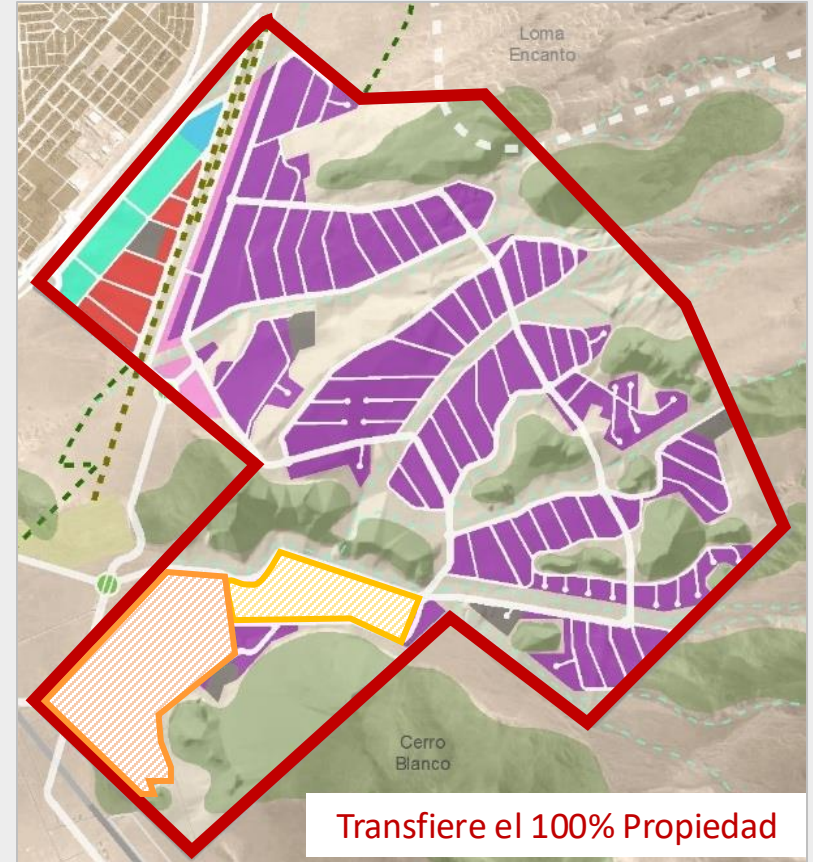 Loma
Encanto
Cerro
Blanco
Transfiere el 100% Propiedad